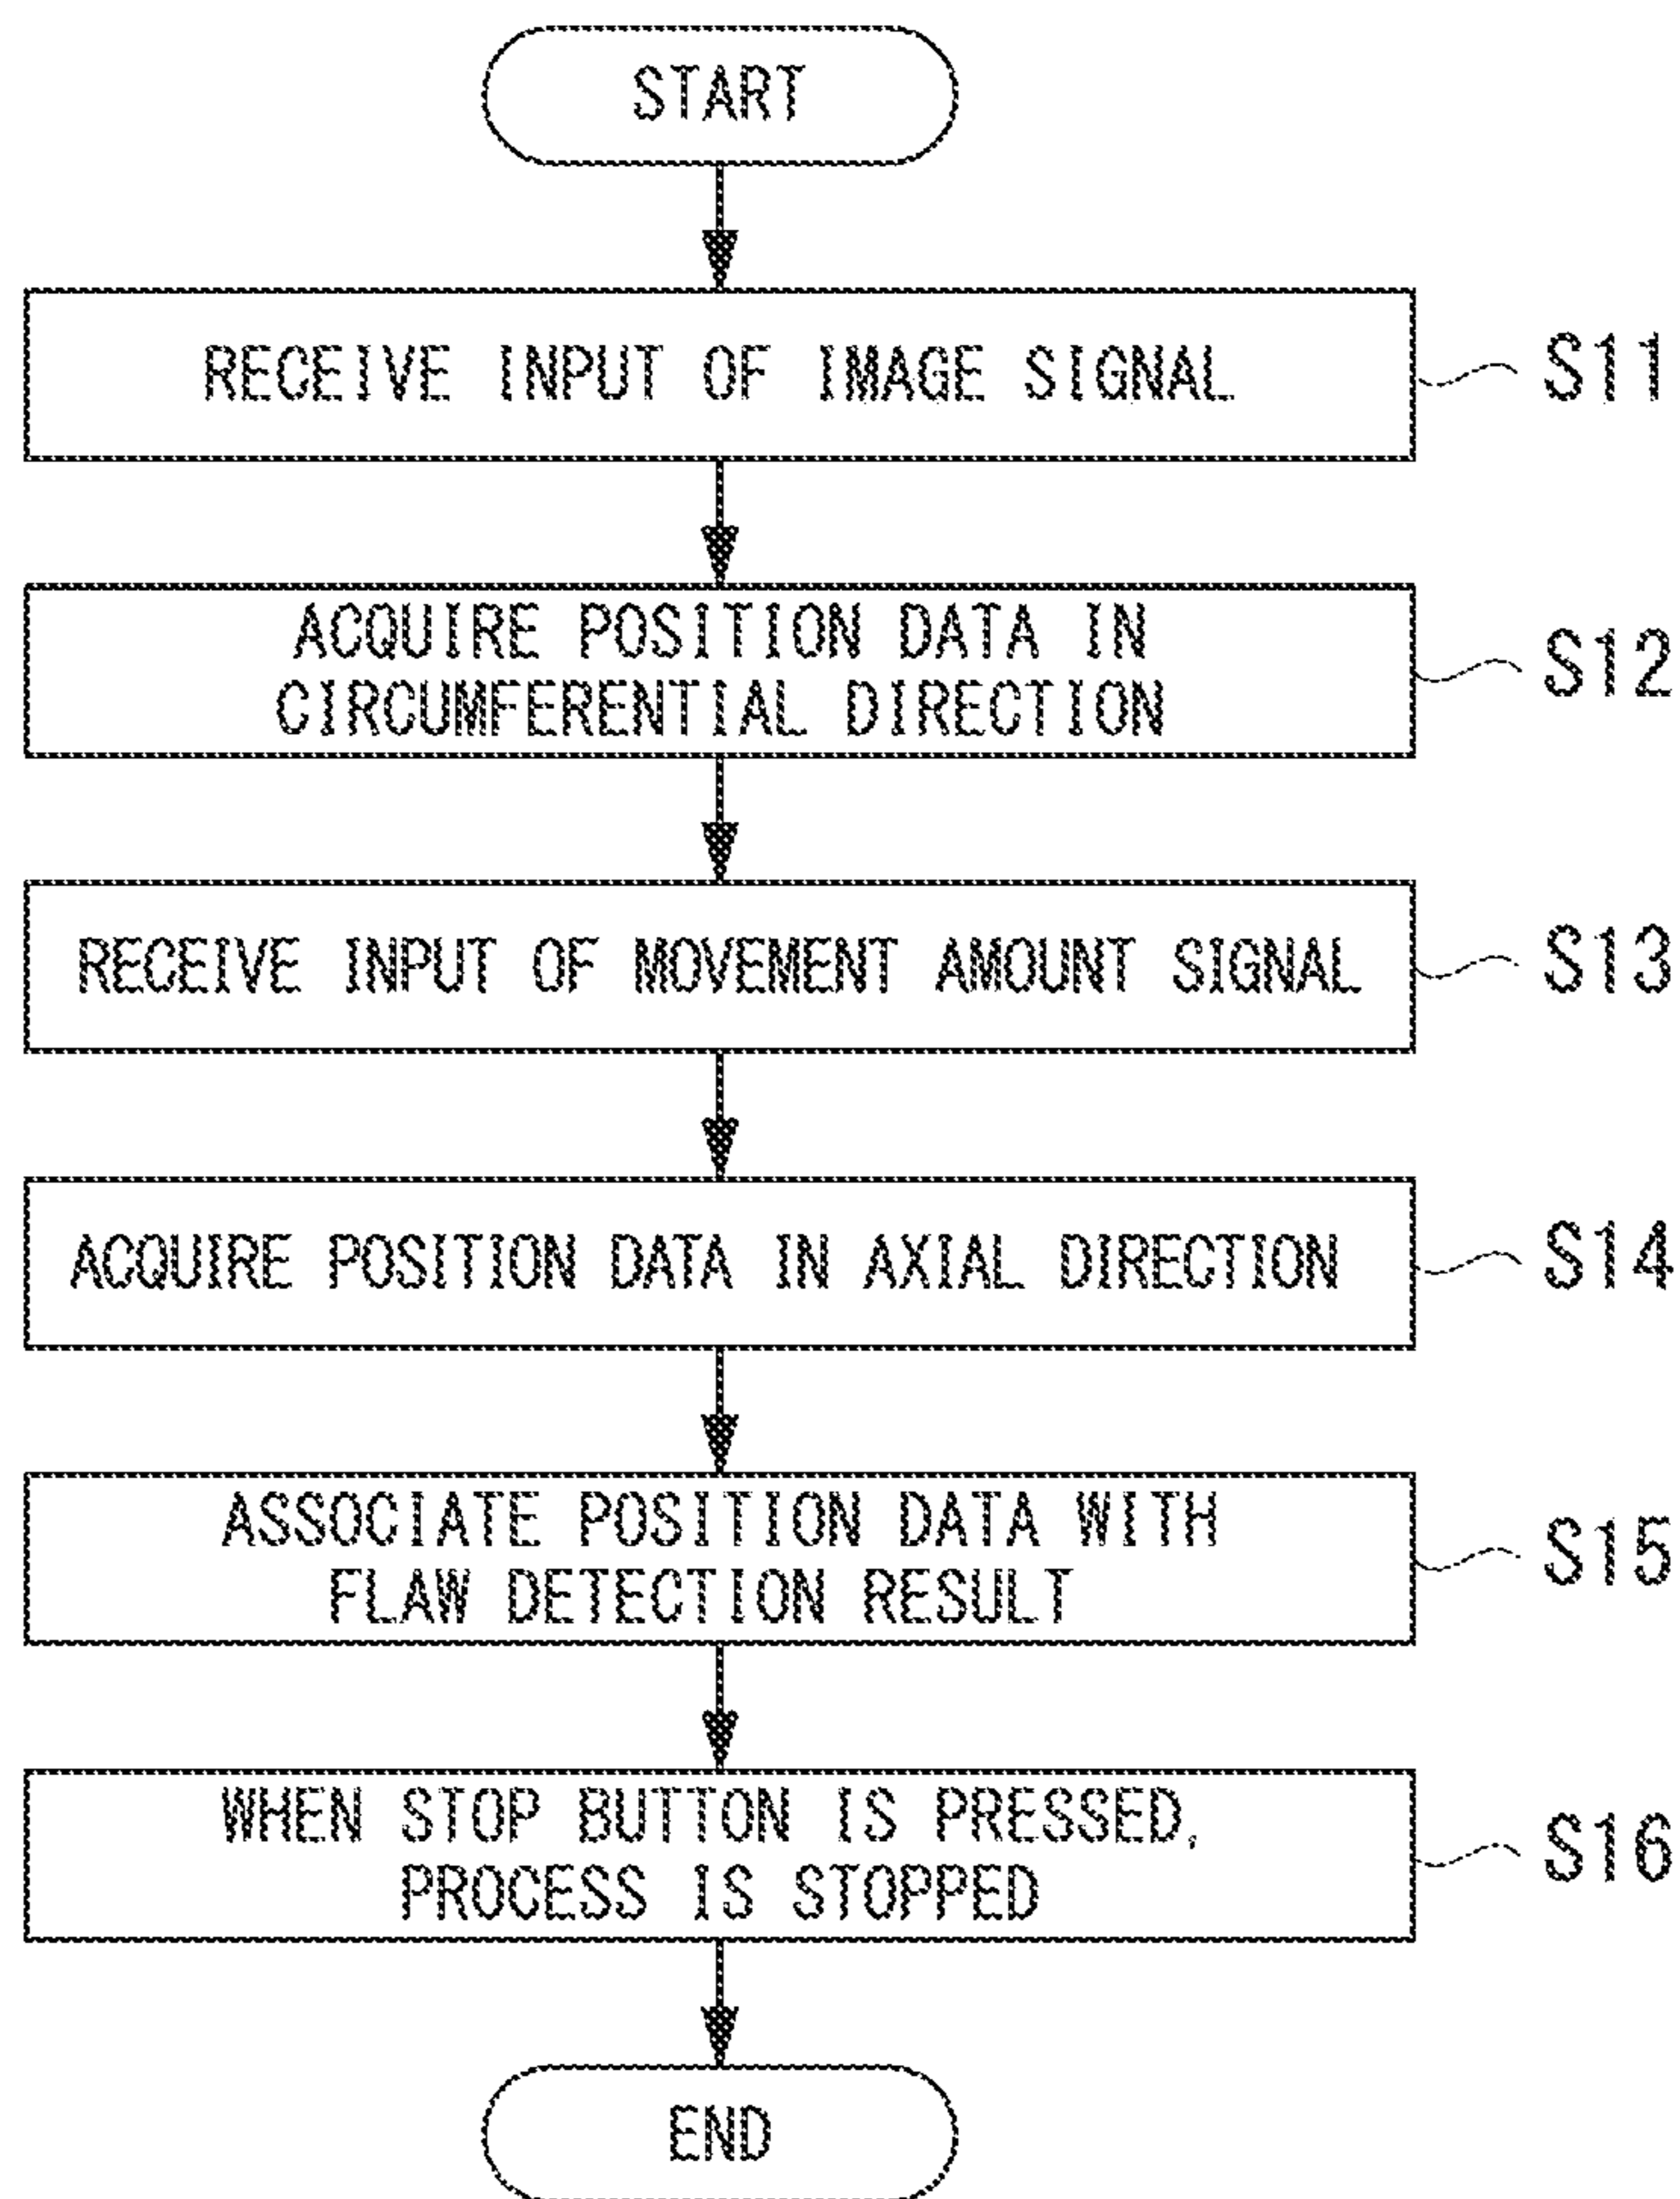 START
RECEIVE INPUT OF IMAGE SIGNAL
S11
ACQUIRE POSITION DATA IN
CIRCUMFERENTIAL DIRECTION
S12
RECEIVE INPUT OF MOVEMENT AMOUNT SIGNAL
S13
ACQUIRE POSITION DATA IN AXIAL DIRECTION
S14
ASSOCIATE POSITION DATA WITH
FLAW DETECTION RESULT
S15
WHEN STOP BUTTON IS PRESSED,
PROCESS IS STOPPED
S16
END